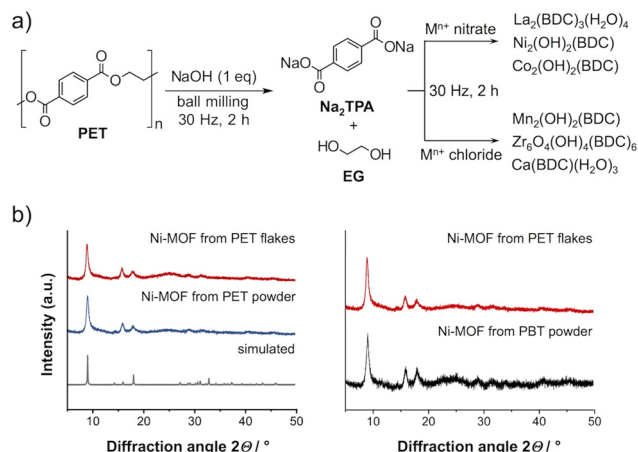 a)
O
O
O
O
n
PET
NaOH (1 eq)
ball milling
30 Hz, 2 h
O
ONa
NaO
O
Na₂TPA
+
HO
OH
EG
Mⁿ⁺ nitrate
30 Hz, 2 h
Mⁿ⁺ chloride
La₂(BDC)₃(H₂O)₄
Ni₂(OH)₂(BDC)
Co₂(OH)₂(BDC)
Mn₂(OH)₂(BDC)
Zr₆O₄(OH)₄(BDC)₆
Ca(BDC)(H₂O)₃
b)
Intensity (a.u.)
Ni-MOF from PET flakes
Ni-MOF from PET powder
simulated
10 20 30 40 50
Diffraction angle 2Θ / °
Ni-MOF from PET flakes
Ni-MOF from PBT powder
10 20 30 40 50
Diffraction angle 2Θ / °